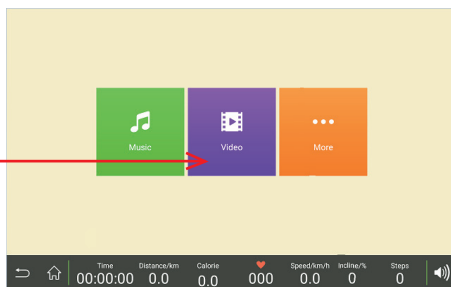 Music Video More
Time Distance/km Calorie Speed/km/h Incline/% Steps
00:00:00 0.0 0.0 000 0.0 0 0